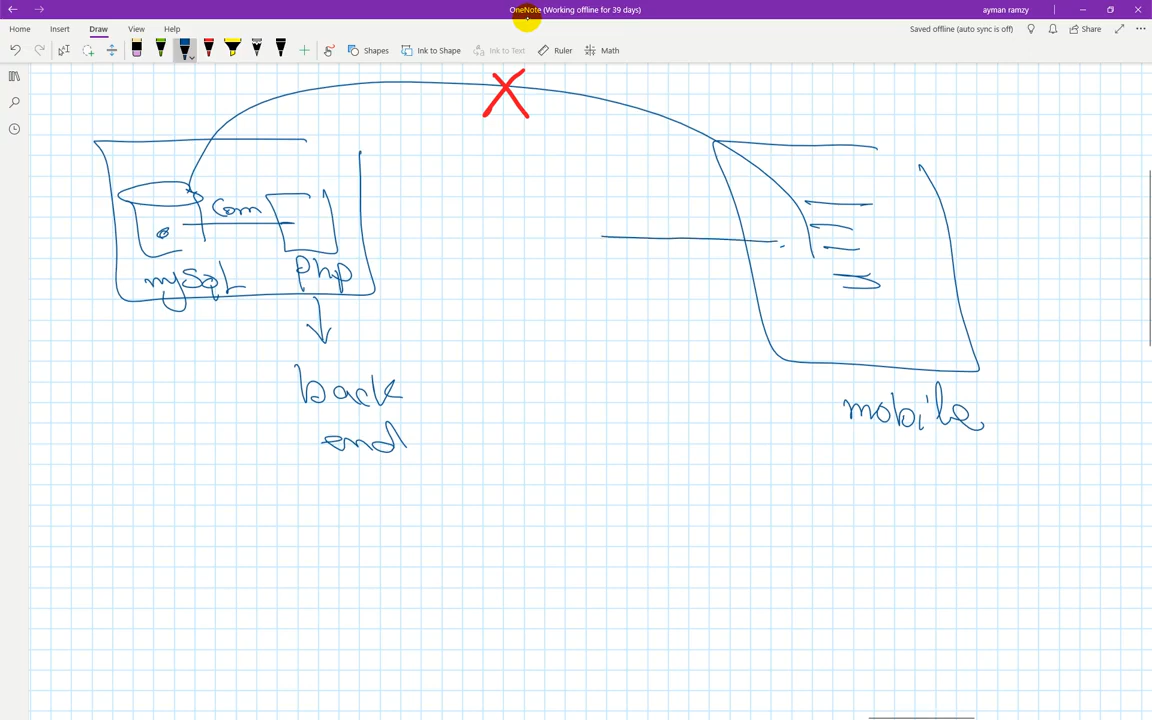 OneNote (Working offline for 39 days)
ayman ramzy
Home
Insert
Draw
View
Help
Saved offline (auto sync is off)
Share
Shapes
Ink to Shape
Ink to Text
Ruler
Math
Com
mySqL
Php
back
end
mobile